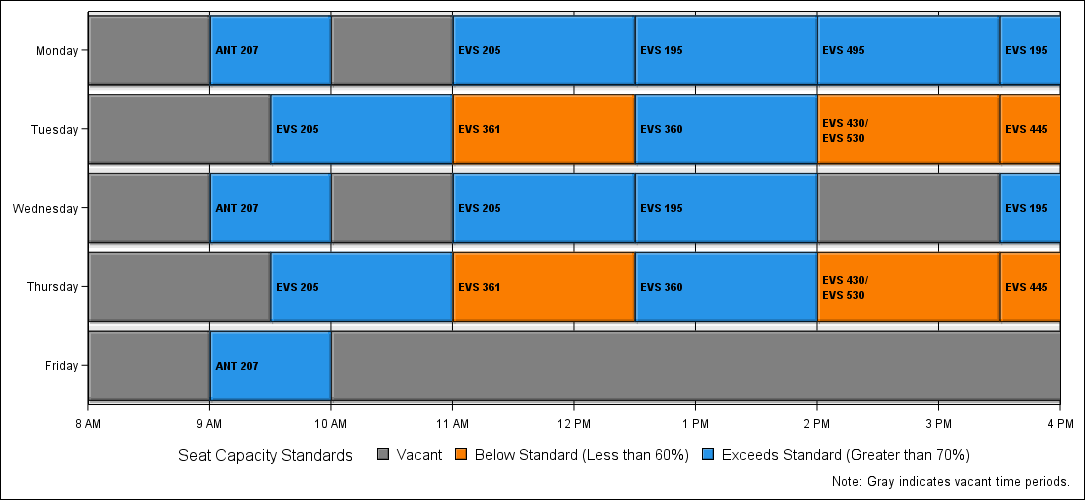 Monday
ANT 207
EVS 205
EVS 195
EVS 495
EVS 195
Tuesday
EVS 205
EVS 361
EVS 360
EVS 430/
EVS 530
EVS 445
Wednesday
ANT 207
EVS 205
EVS 195
EVS 195
Thursday
EVS 205
EVS 361
EVS 360
EVS 430/
EVS 530
EVS 445
Friday
ANT 207
8 AM 9 AM 10 AM 11 AM 12 PM 1 PM 2 PM 3 PM 4 PM
Seat Capacity Standards Vacant Below Standard (Less than 60%) Exceeds Standard (Greater than 70%)
Note: Gray indicates vacant time periods.